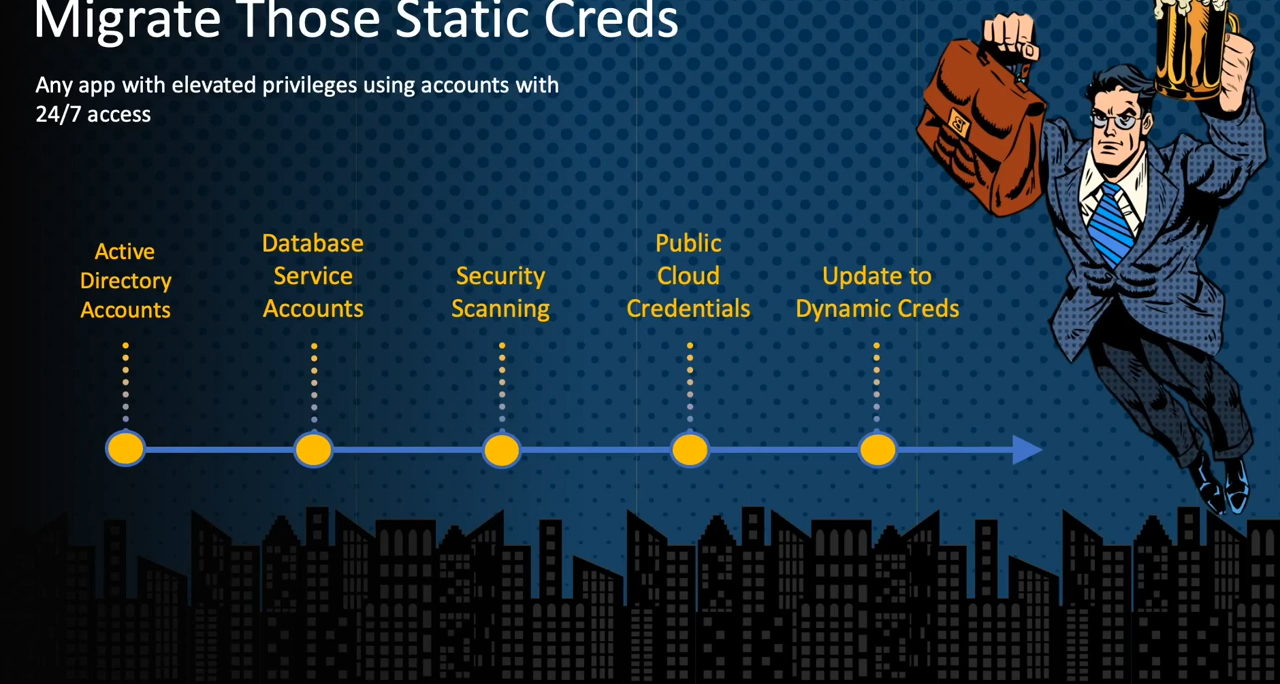 Migrate Those Static Creds
Any app with elevated privileges using accounts with
24/7 access
Active
Directory
Accounts
Database
Service
Accounts
Security
Scanning
Public
Cloud
Credentials
Update to
Dynamic Creds